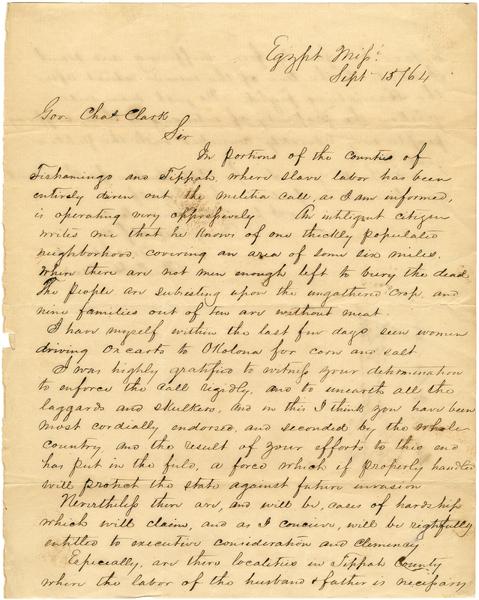 Egypt Miss.
Sept 15/64
Gov. Chas Clark
Sir
In portions of the counties of
Tishamingo and Tippah, where slave labor has been
entirely driven out the militia call, as I am informed,
is operating very oppressively An intelligent citizen
writes me that he knows of one thickly populated
neighborhood, covering an area of some six miles,
where there are not men enough left to bury the dead
The people are subsisting upon the ungathered crop, and
nine families out of ten are without meat.
I have myself within the last few days seen women
driving ox carts to Okolona for corn and salt
I was highly gratified to witness your determination
to enforce the call rigidly, and to unearth all the
laggards and skulkers, and in this I think you have been
most cordially endorsed, and seconded by the whole
country and the result of your efforts to this end
has put in the field, a force which if properly handled
will protect the state against future invasion
Nevertheless there are, and will be, cases of hardship
which will claim, and as I concieve, will be rightfully
entitled to executive consideration and clemency
Especially, are there localities in Tippah County
where the labor of the husband & father is necessary